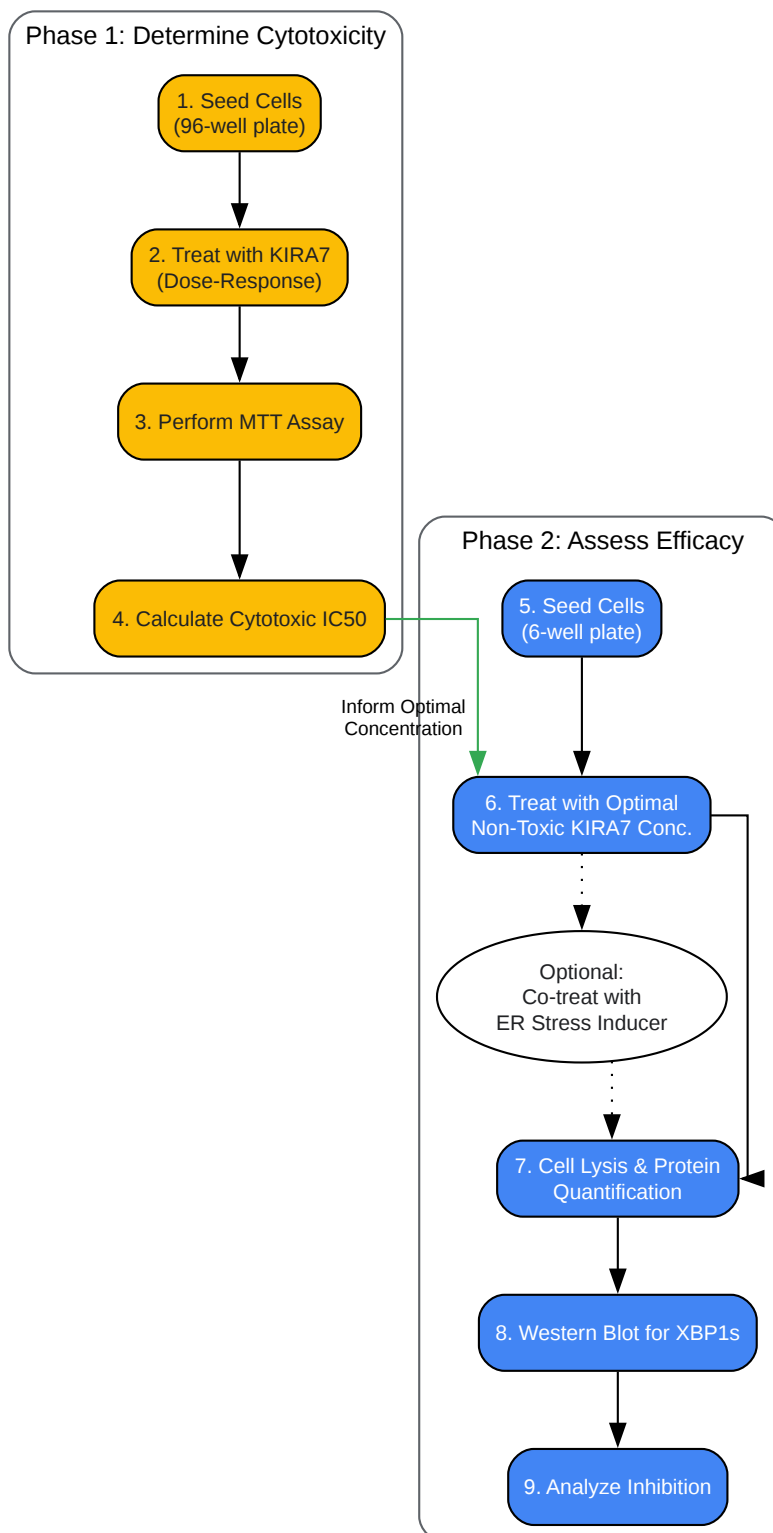 Phase 1: Determine Cytotoxicity
1. Seed Cells
(96-well plate)
2. Treat with KIRA7
(Dose-Response)
3. Perform MTT Assay
4. Calculate Cytotoxic IC50
Inform Optimal
Concentration
Phase 2: Assess Efficacy
5. Seed Cells
(6-well plate)
6. Treat with Optimal
Non-Toxic KIRA7 Conc.
Optional:
Co-treat with
ER Stress Inducer
7. Cell Lysis & Protein
Quantification
8. Western Blot for XBP1s
9. Analyze Inhibition